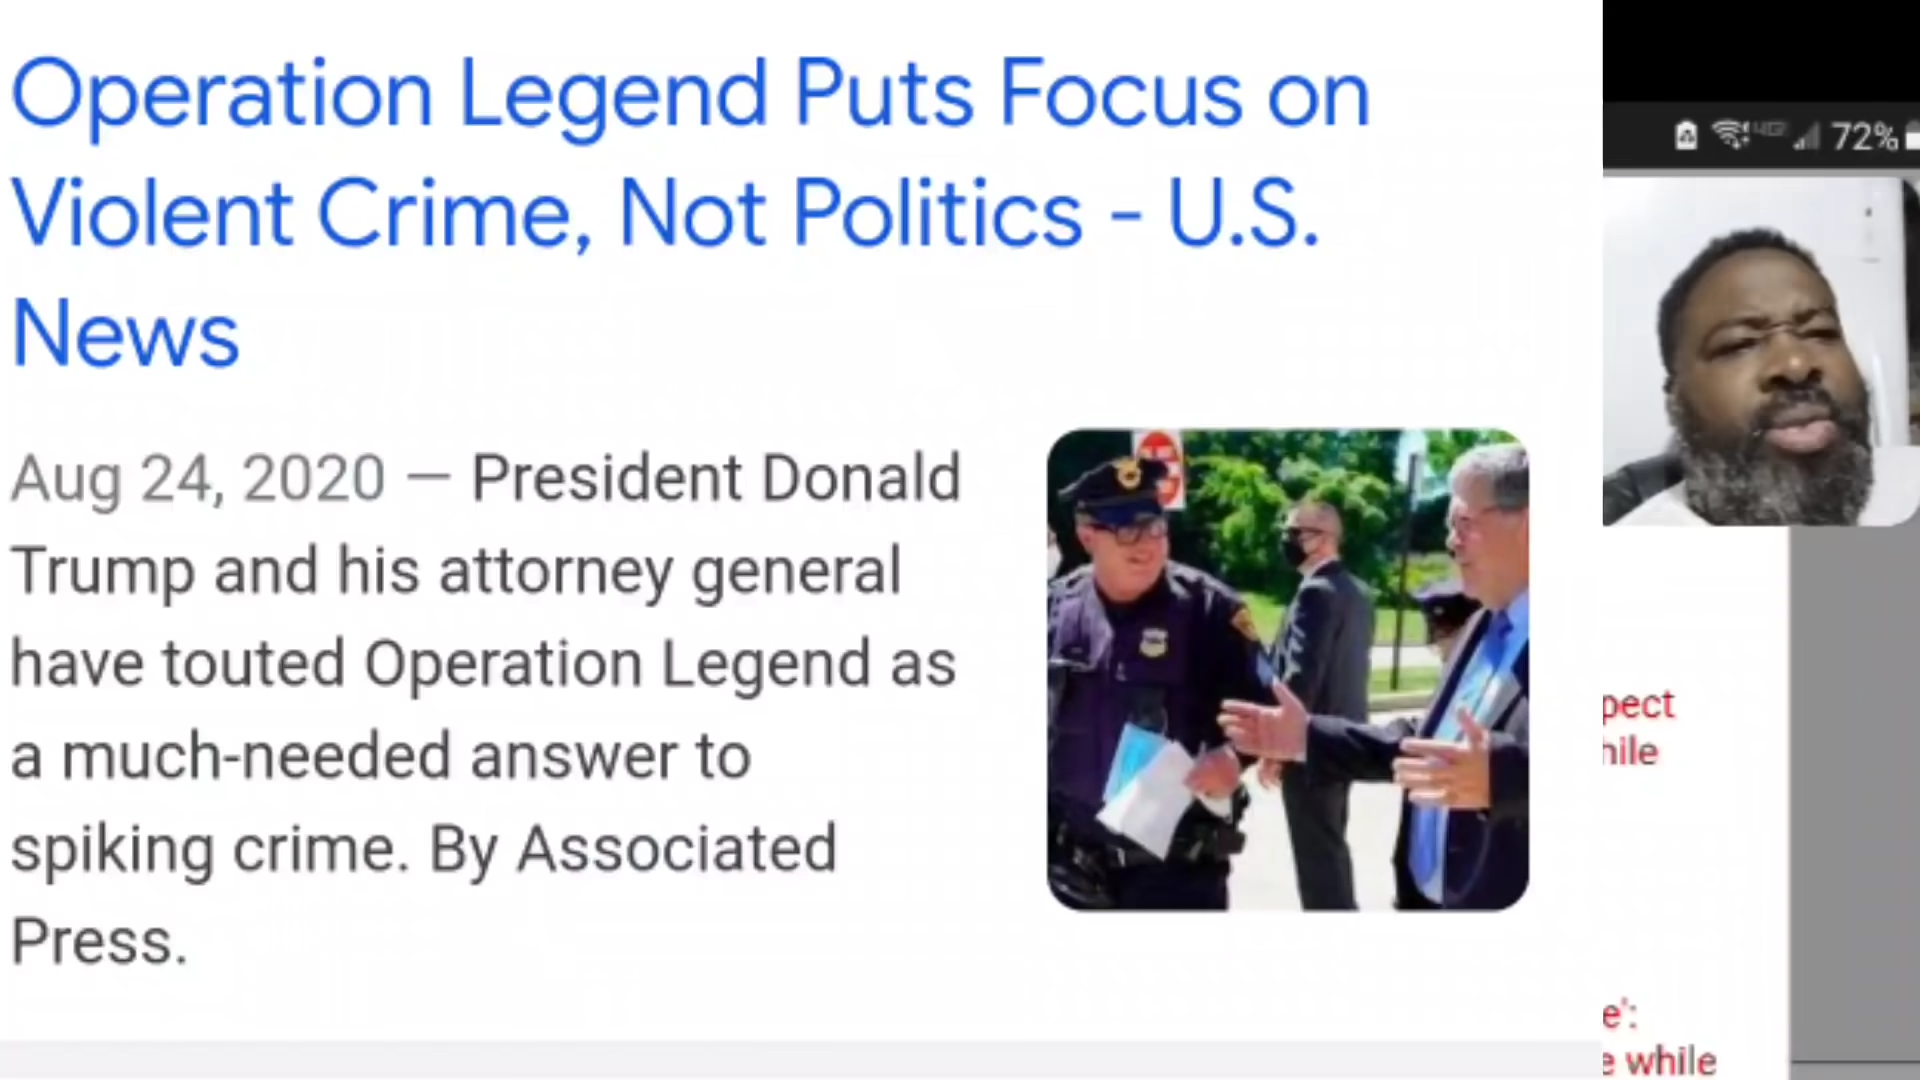 Operation Legend Puts Focus on
Violent Crime, Not Politics - U.S.
News
Aug 24, 2020 — President Donald
Trump and his attorney general
have touted Operation Legend as
a much-needed answer to
spiking crime. By Associated
Press.
72%
pect
hile
e':
e while